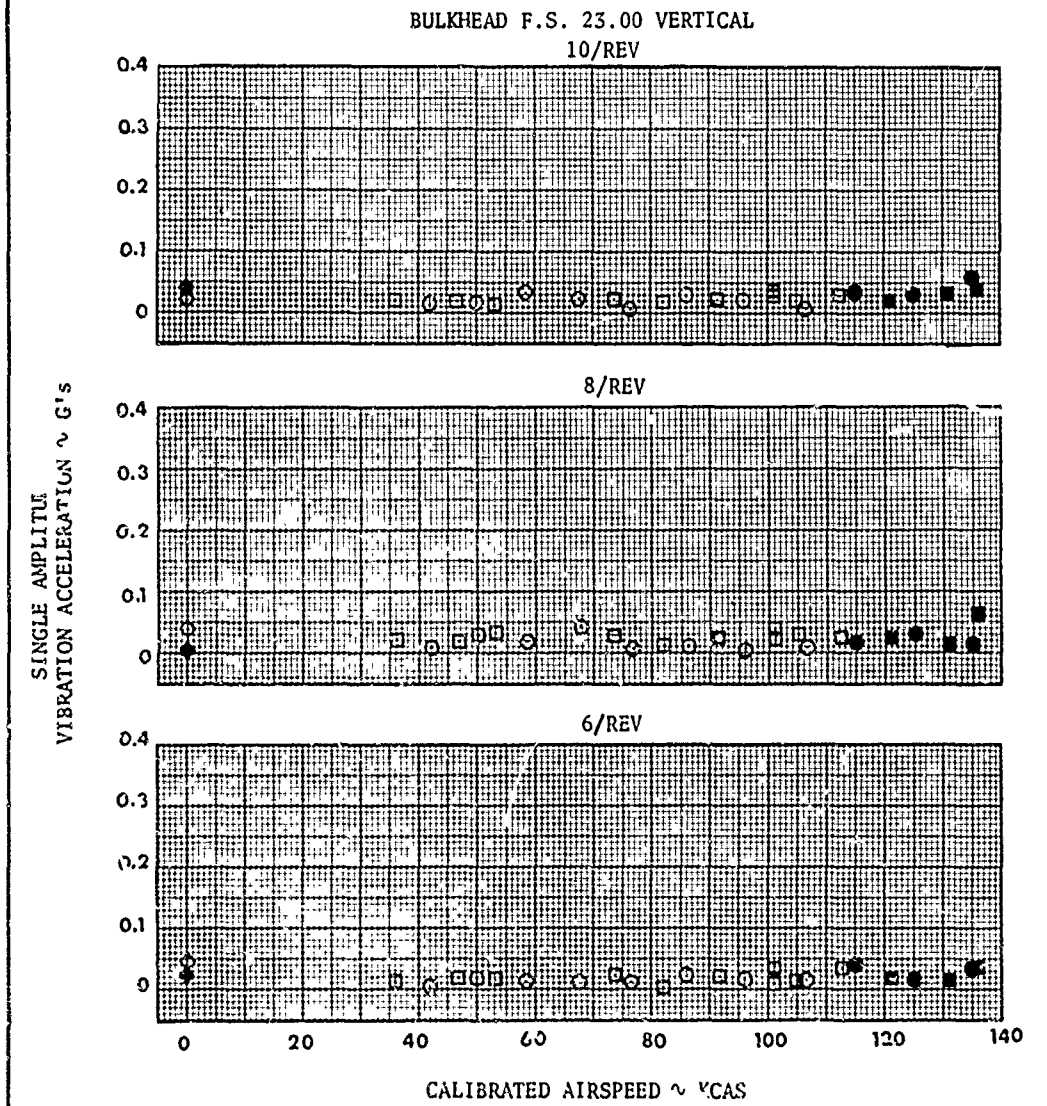 BULKHEAD F.S. 23.00 VERTICAL
10/REV
0.4
0.3
0.2
0.1
0
8/REV
0.4
0.3
0.2
0.1
0
SINGLE AMPLITU
VIBRATION ACCELERATION ~ G's
6/REV
0.4
0.3
0.2
0.1
0
0 20 40 60 80 100 120 140
CALIBRATED AIRSPEED ~ KCAS